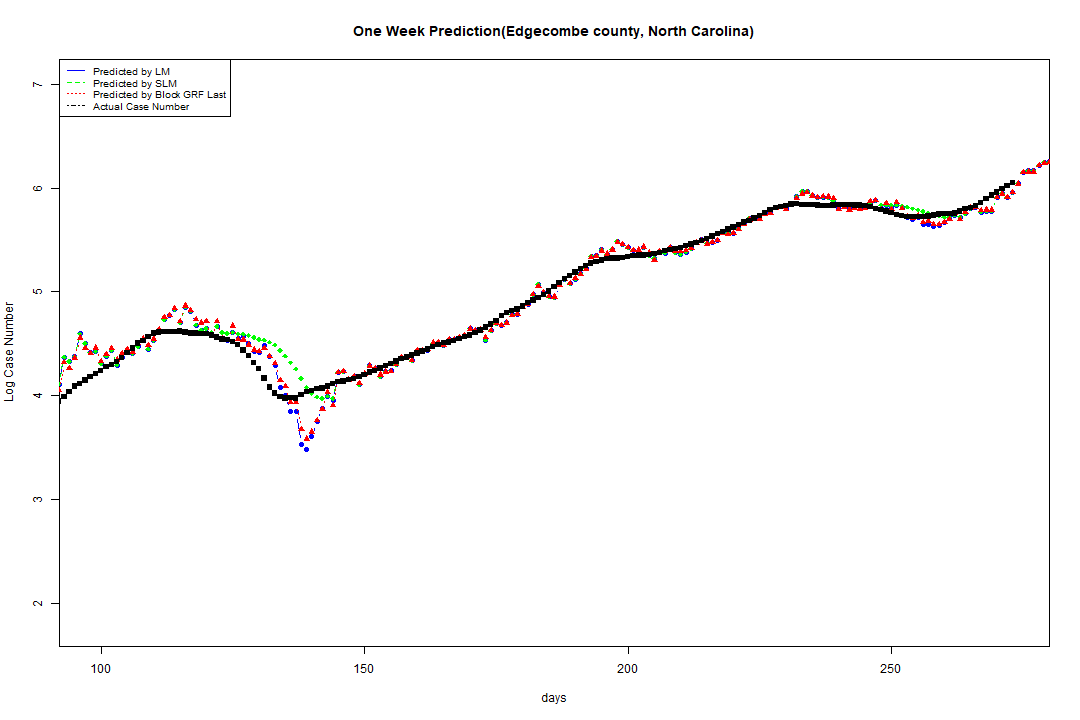 One Week Prediction(Edgecombe county, North Carolina)
Predicted by LM
Predicted by SLM
Predicted by Block GRF Last
Actual Case Number
7
6
5
4
3
2
Log Case Number
100 150 200 250
days